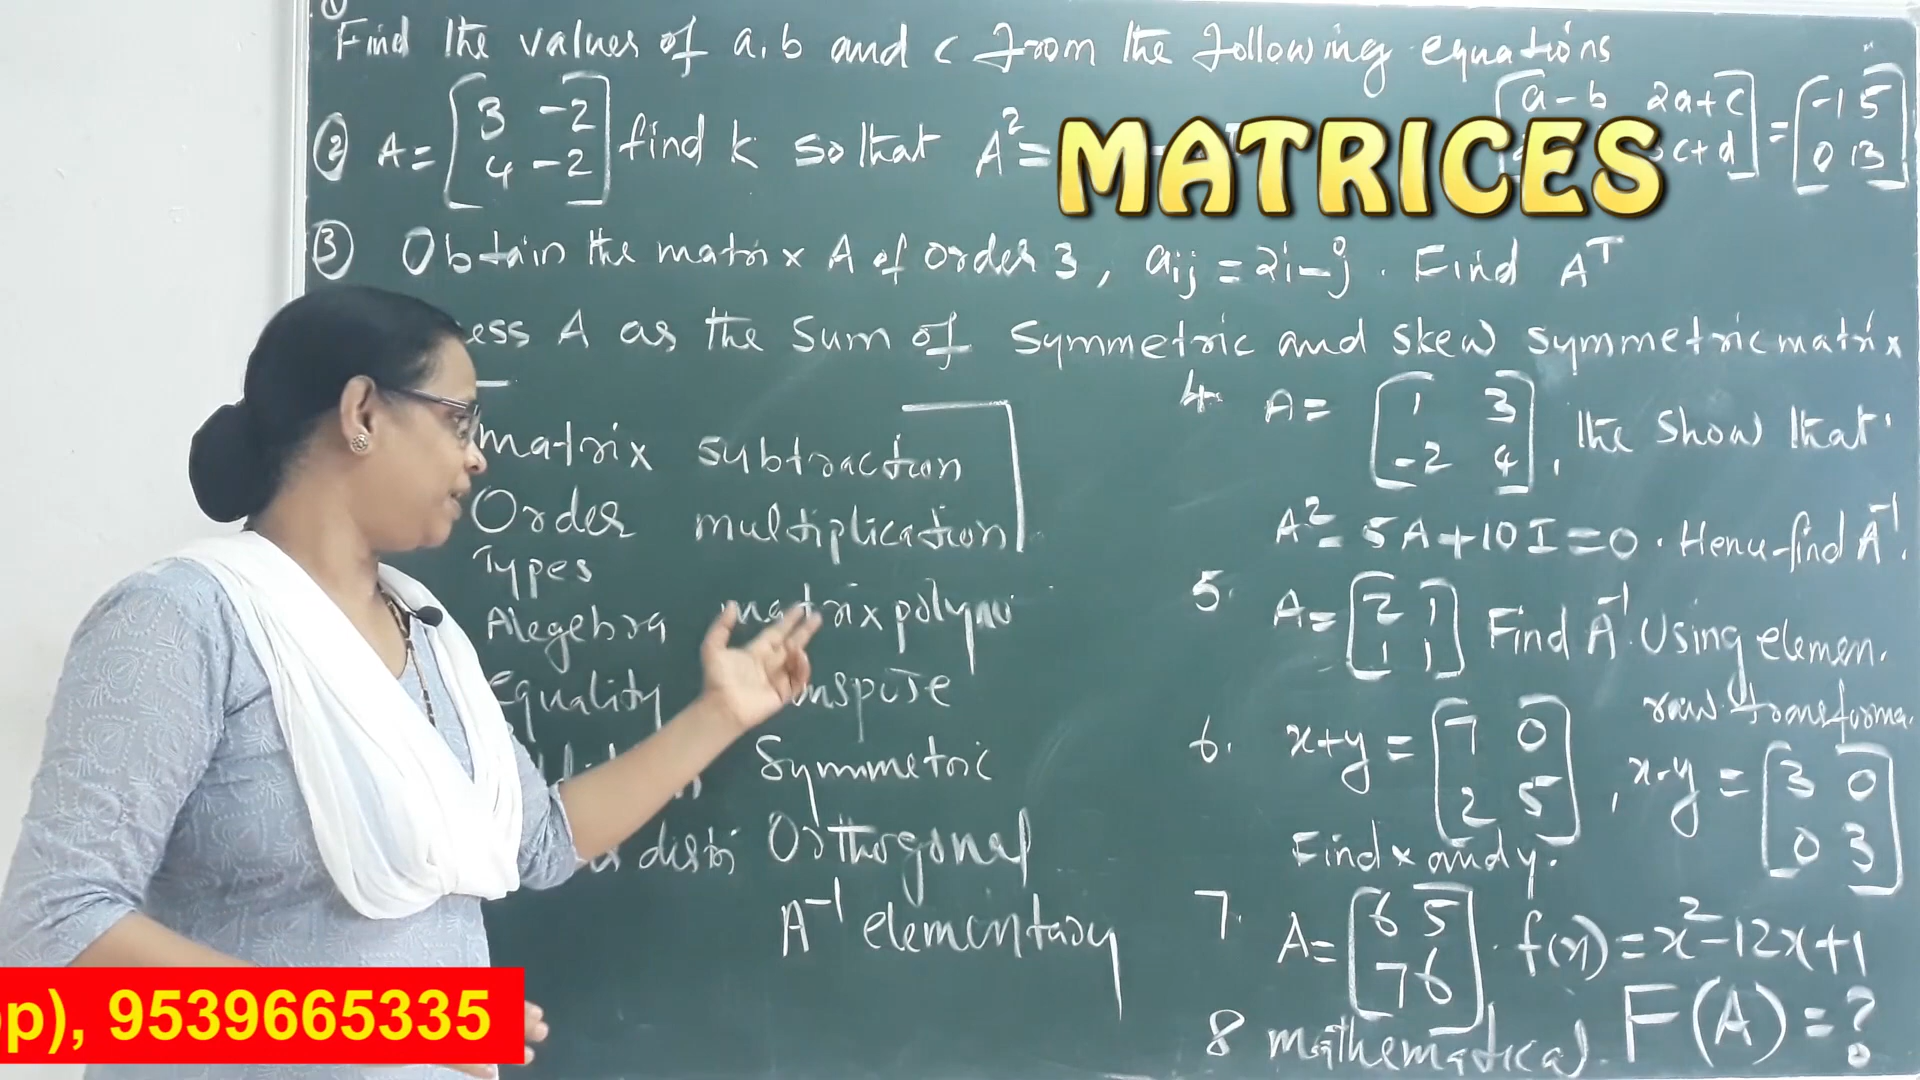 ①
Find the values of a, b and c from the following equations
[a-b 2a+c
c+d] = [-1 5
0 13]
② A = [3 -2
4 -2] find k so that A² =
MATRICES
③ Obtain the matrix A of order 3, aij = 2i-j. Find Aᵀ
ess A as the sum of symmetric and skew symmetric matrix
matrix subtraction
Order multiplication
Types
Alegebra matrix polyno
Equality nspose
Symmetric
Orthogonal
A⁻¹ elementary
4. A = [1 3
-2 4], the show that
A² - 5A+10I=0. Hence find A⁻¹.
5. A = [2 1
1 1] Find A⁻¹. Using elemen.
row transforma.
6. x+y = [7 0
2 5], x-y = [3 0
0 3]
Find x and y.
7. A = [6 5
7 6]. f(x) = x²-12x+1
F(A) = ?
8 mathematical.
p), 9539665335